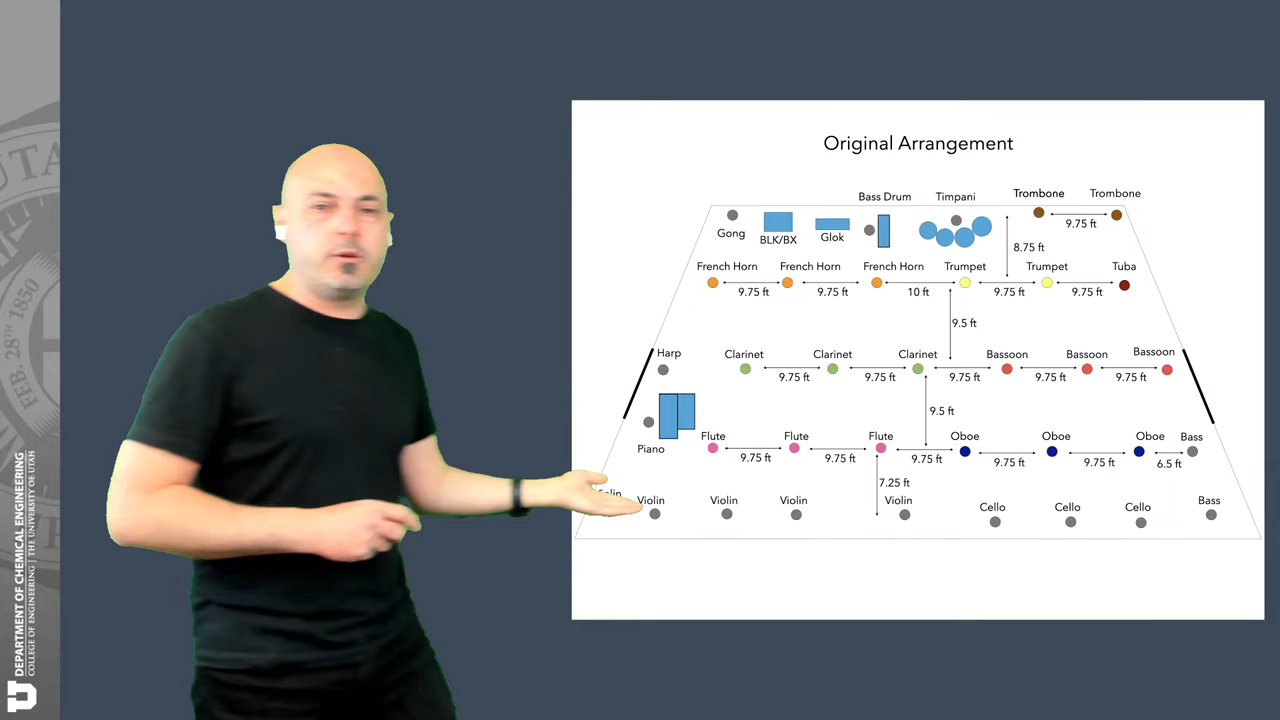 Original Arrangement
Bass Drum
Timpani
Trombone
Trombone
9.75 ft
Gong
BLK/BX
Glok
8.75 ft
French Horn
French Horn
French Horn
Trumpet
Trumpet
Tuba
9.75 ft
9.75 ft
10 ft
9.75 ft
9.75 ft
9.5 ft
Harp
Clarinet
Clarinet
Clarinet
Bassoon
Bassoon
Bassoon
9.75 ft
9.75 ft
9.75 ft
9.75 ft
9.75 ft
9.5 ft
Piano
Flute
Flute
Flute
Oboe
Oboe
Oboe
Bass
9.75 ft
9.75 ft
9.75 ft
9.75 ft
9.75 ft
6.5 ft
7.25 ft
Violin
Violin
Violin
Violin
Cello
Cello
Cello
Bass
FEB. 28TH 1850
DEPARTMENT OF CHEMICAL ENGINEERING
COLLEGE OF ENGINEERING | THE UNIVERSITY OF UTAH